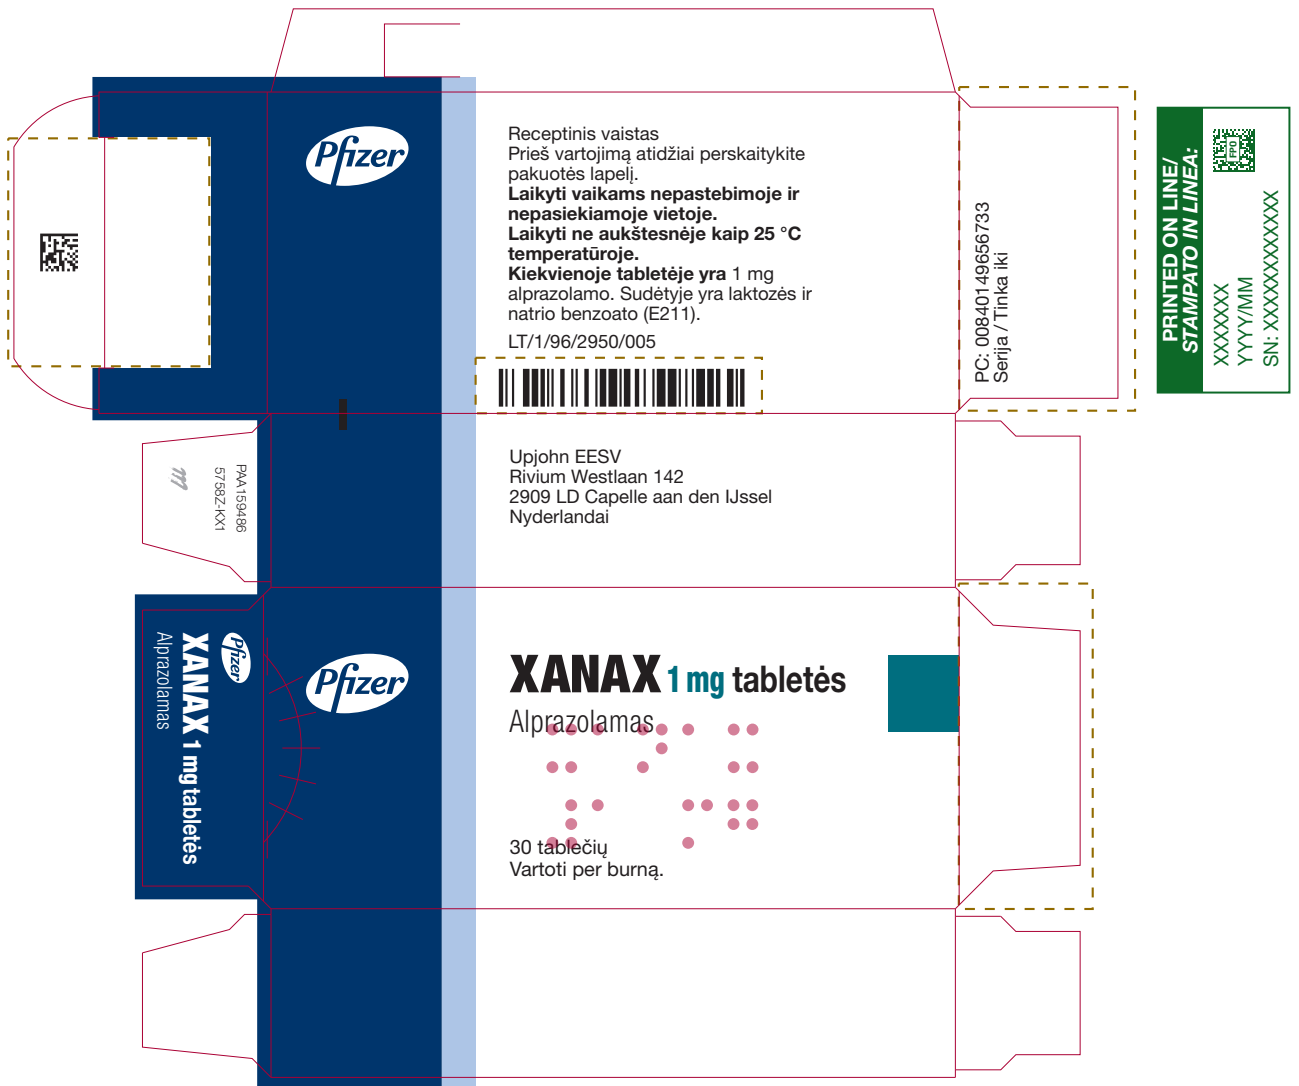 Pfizer
Receptinis vaistas
Prieš vartojimą atidžiai perskaitykite
pakuotės lapelį.
Laikyti vaikams nepastebimoje ir
nepasiekiamoje vietoje.
Laikyti ne aukštesnėje kaip 25 °C
temperatūroje.
Kiekvienoje tabletėje yra 1 mg
alprazolamo. Sudėtyje yra laktozės ir
natrio benzoato (E211).
LT/1/96/2950/005
PC: 00840149656733
Serija / Tinka iki
PRINTED ON LINE/
STAMPATO IN LINEA:
FPO
XXXXXXX
YYYY/MM
SN: XXXXXXXXXXXXXX
Upjohn EESV
Rivium Westlaan 142
2909 LD Capelle aan den IJssel
Nyderlandai
PAA159486
5758Z-KX1
Pfizer
XANAX 1 mg tabletės
Alprazolamas
Pfizer
XANAX 1 mg tabletės
Alprazolamas
30 tablečių
Vartoti per burną.